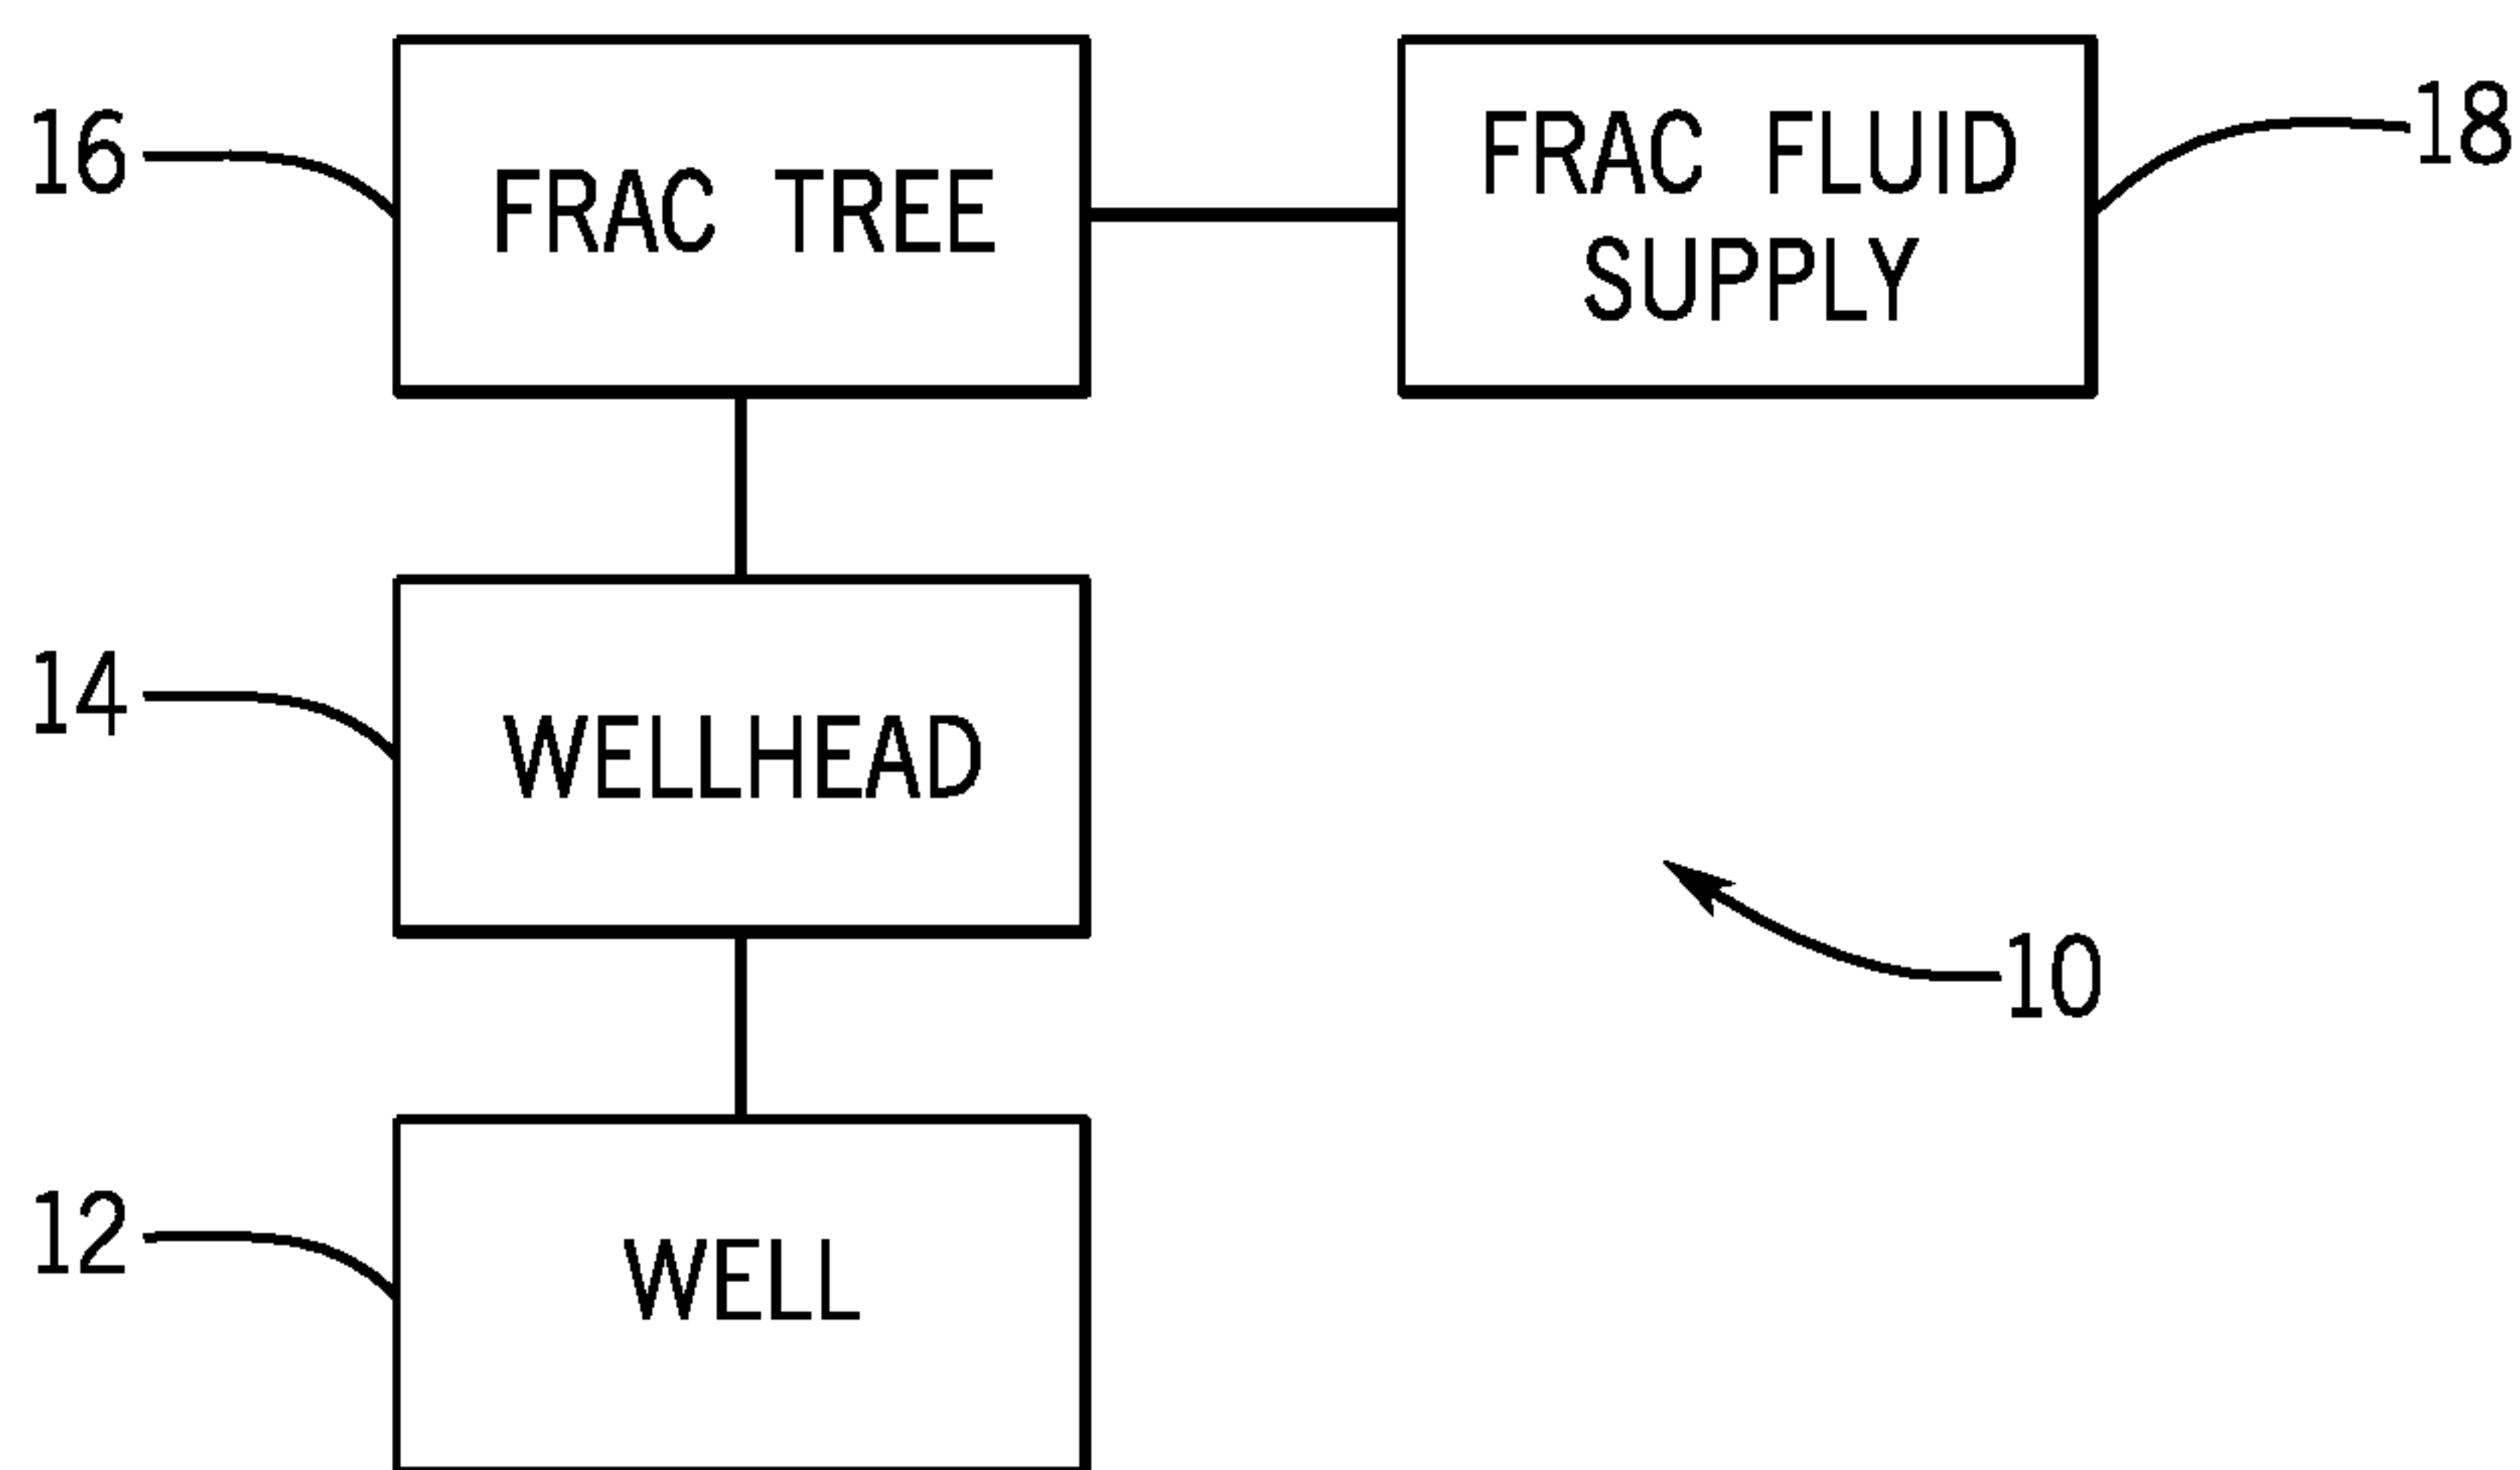 16
FRAC TREE
FRAC FLUID
SUPPLY
18
14
WELLHEAD
10
12
WELL